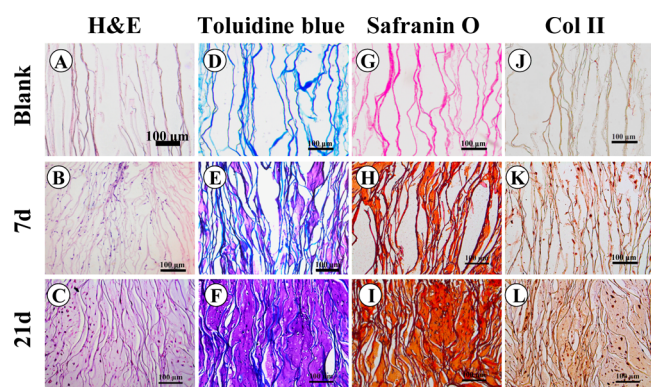 H&E Toluidine blue Safranin O Col II
Blank
A D G J
100 µm 100 µm 100 µm 100 µm
7d
B E H K
100 µm 100 µm 100 µm 100 µm
21d
C F I L
100 µm 100 µm 100 µm 100 µm